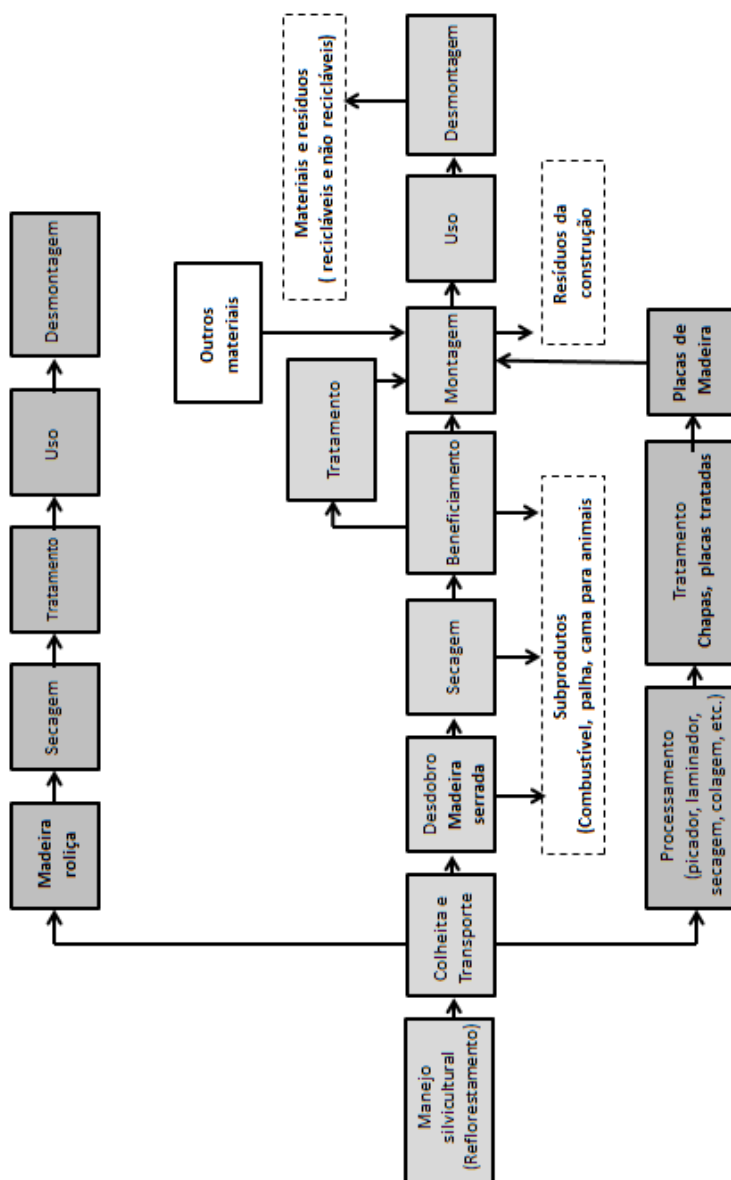 Madeira
roliça
Secagem
Tratamento
Uso
Desmontagem
Outros
materiais
Materiais e resíduos
( recicláveis e não recicláveis)
Tratamento
Manejo
silvicultural
(Reflorestamento)
Colheita e
Transporte
Desdobro
Madeira
serrada
Secagem
Beneficiamento
Montagem
Uso
Desmontagem
Subprodutos
(Combustível, palha, cama para animais
Resíduos da
construção
Processamento
(picador, laminador,
secagem, colagem, etc.)
Tratamento
Chapas, placas tratadas
Placas de
Madeira